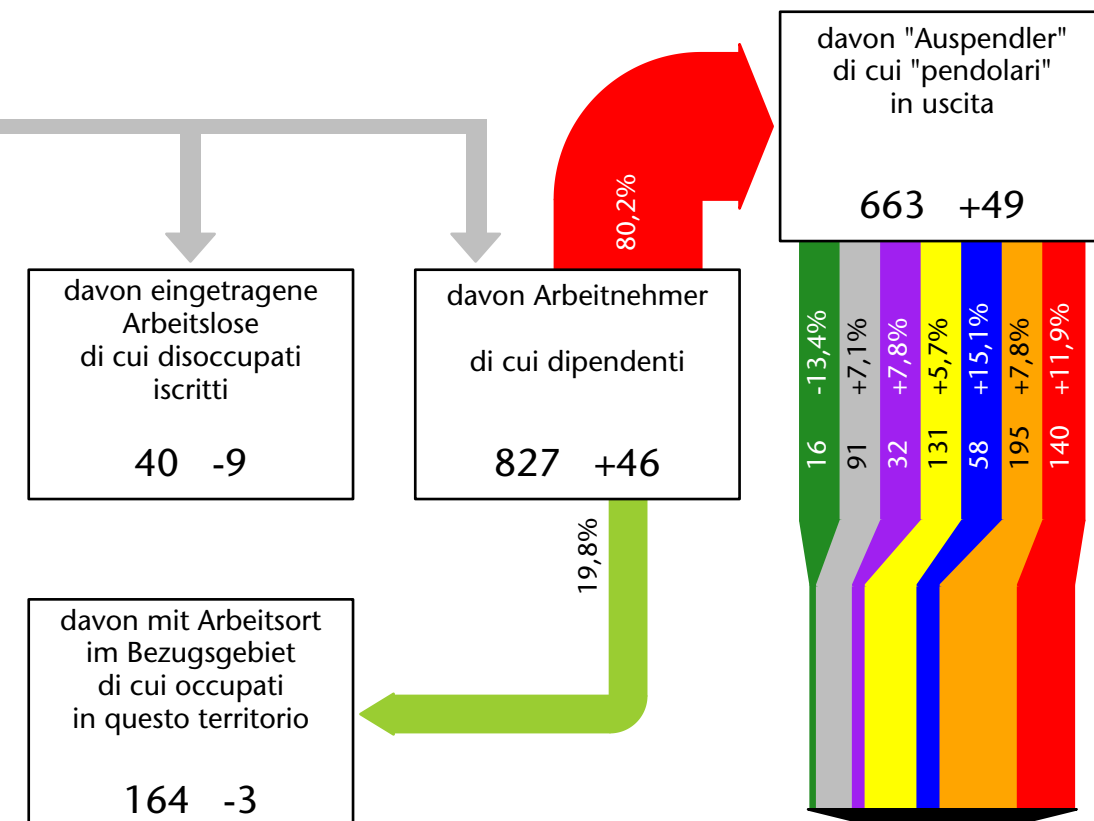 davon "Auspendler"
di cui "pendolari"
in uscita
663 +49
80,2%
davon eingetragene
Arbeitslose
di cui disoccupati
iscritti
40 -9
davon Arbeitnehmer
di cui dipendenti
827 +46
16 -13,4%
91 +7,1%
32 +7,8%
131 +5,7%
58 +15,1%
195 +7,8%
140 +11,9%
19,8%
davon mit Arbeitsort
im Bezugsgebiet
di cui occupati
in questo territorio
164 -3